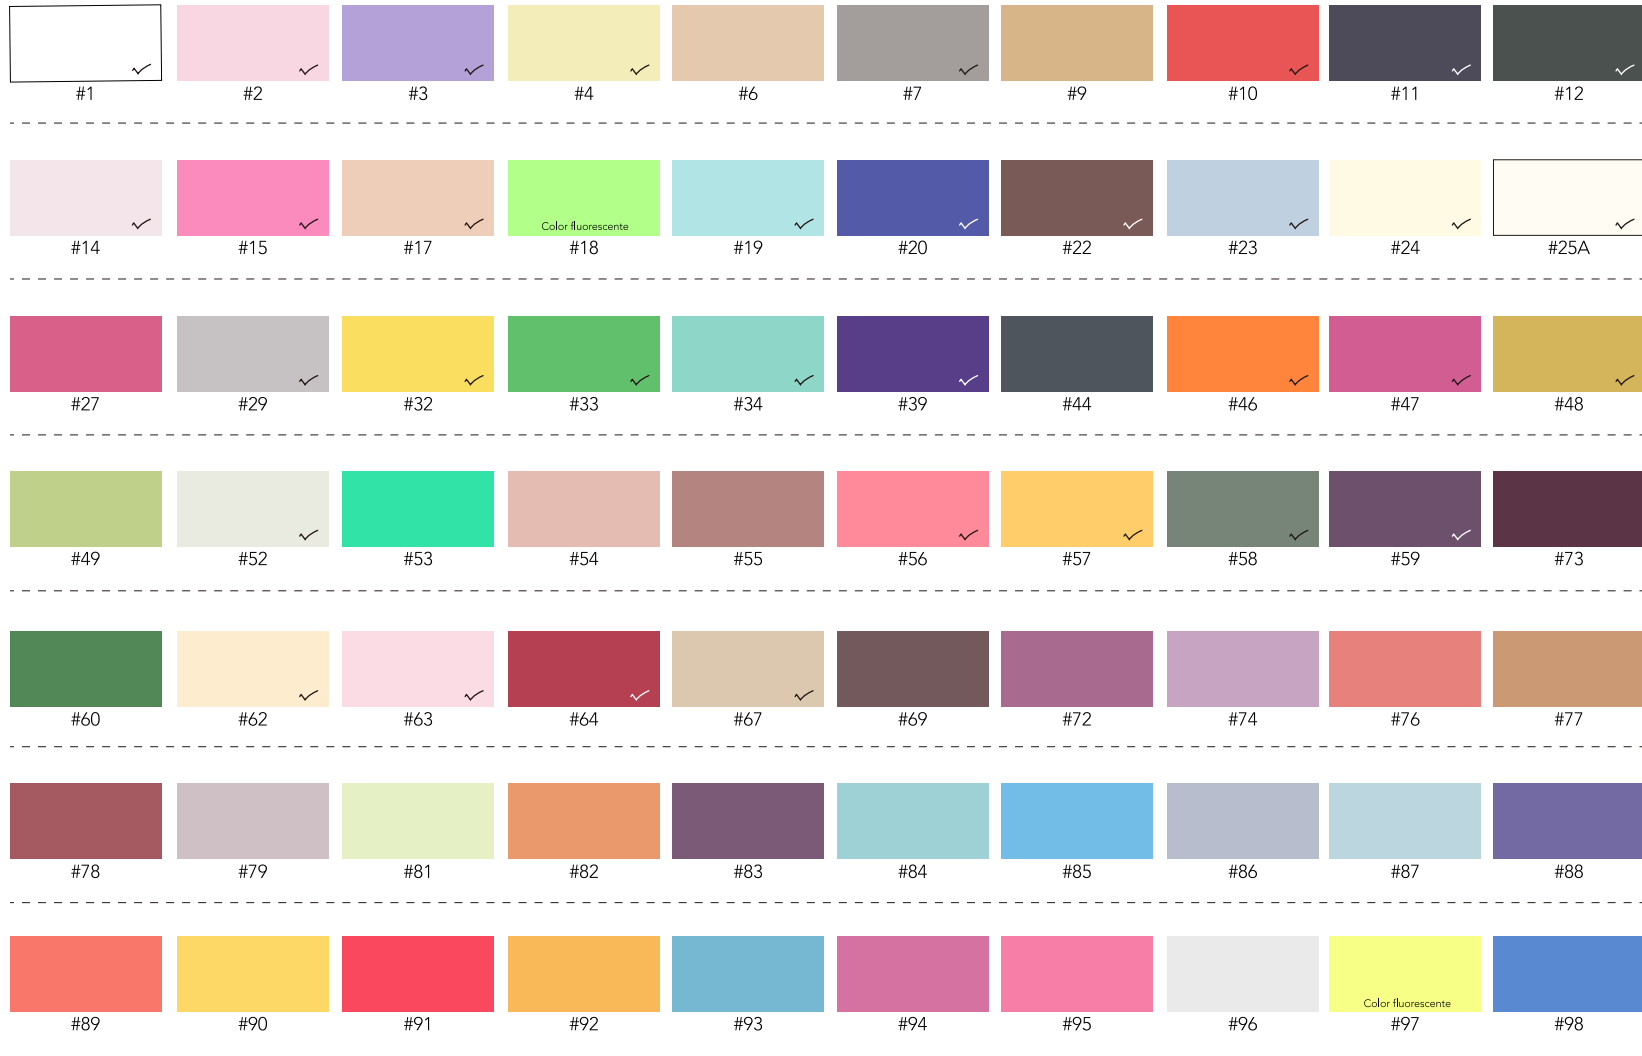 #1 #2 #3 #4 #6 #7 #9 #10 #11 #12
Color fluorescente
#14 #15 #17 #18 #19 #20 #22 #23 #24 #25A
#27 #29 #32 #33 #34 #39 #44 #46 #47 #48
#49 #52 #53 #54 #55 #56 #57 #58 #59 #73
#60 #62 #63 #64 #67 #69 #72 #74 #76 #77
#78 #79 #81 #82 #83 #84 #85 #86 #87 #88
Color fluorescente
#89 #90 #91 #92 #93 #94 #95 #96 #97 #98